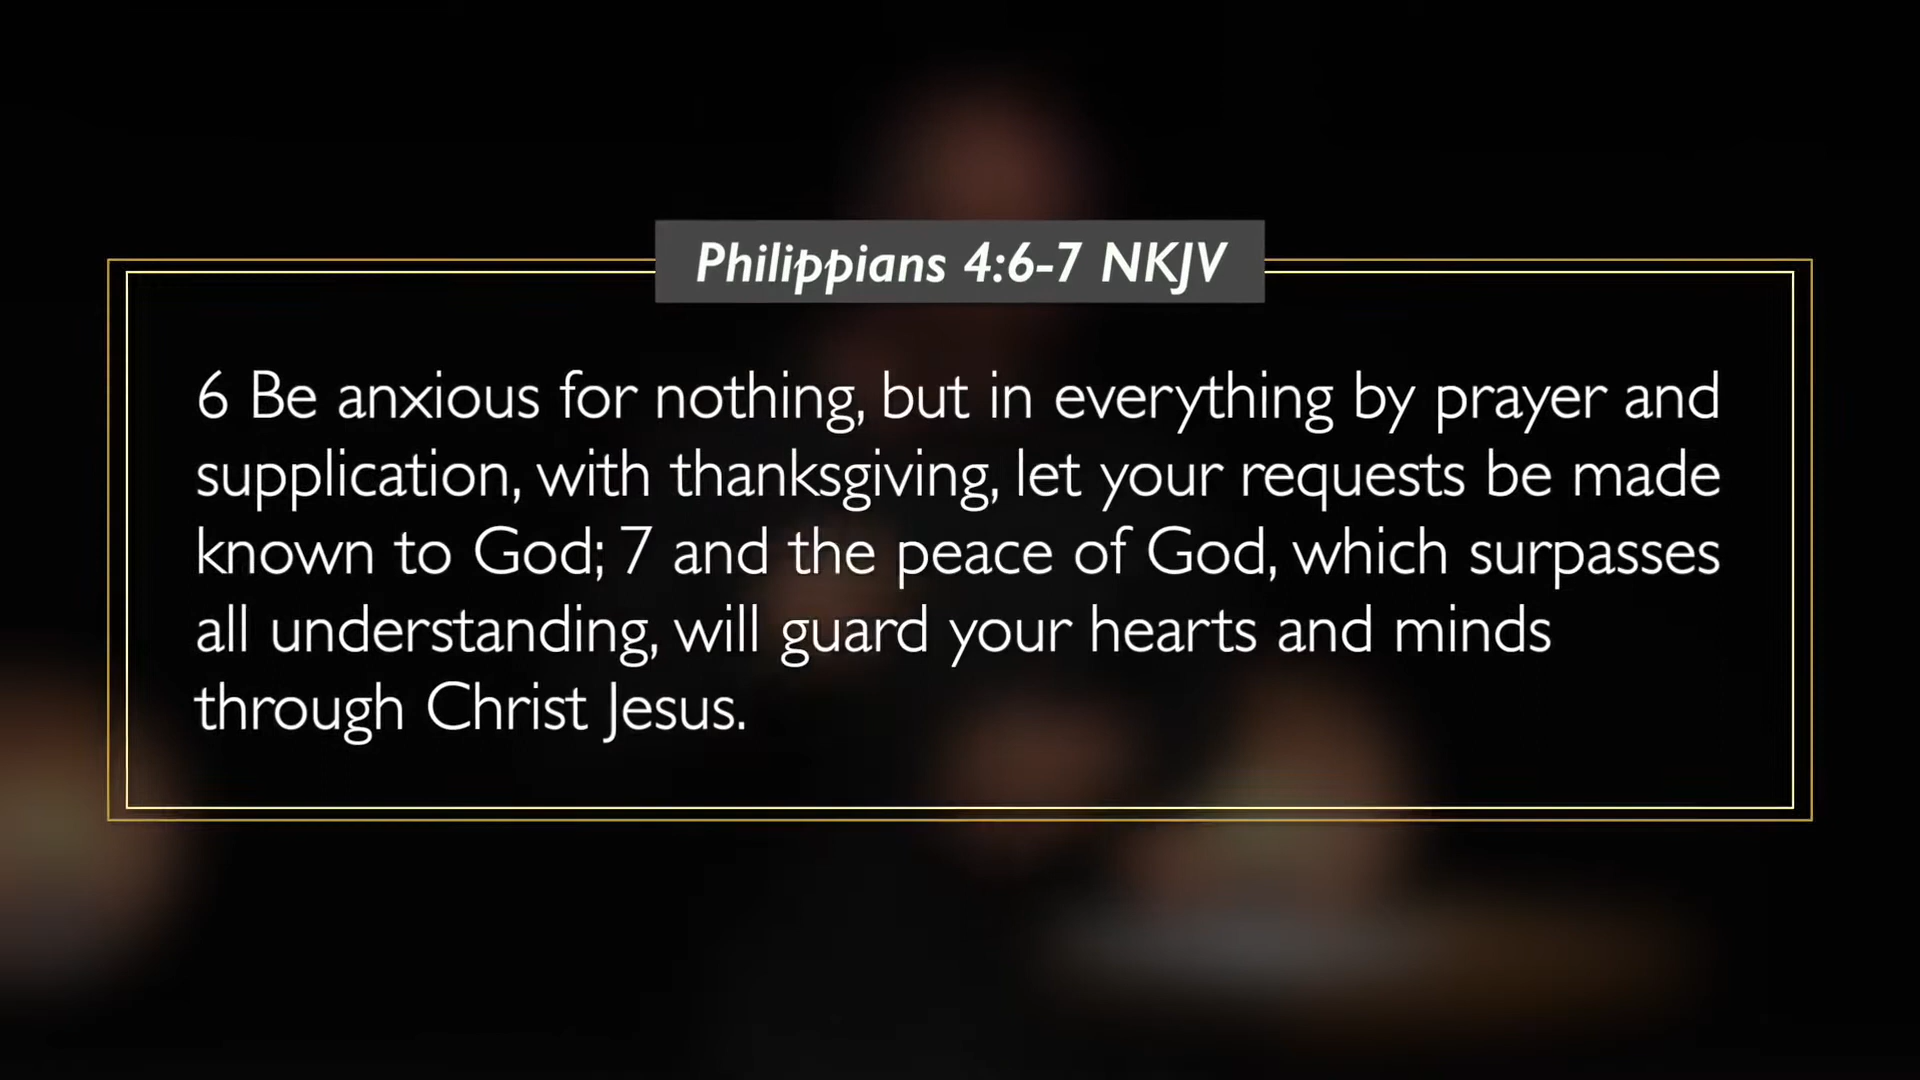 Philippians 4:6-7 NKJV
6 Be anxious for nothing, but in everything by prayer and
supplication, with thanksgiving, let your requests be made
known to God; 7 and the peace of God, which surpasses
all understanding, will guard your hearts and minds
through Christ Jesus.